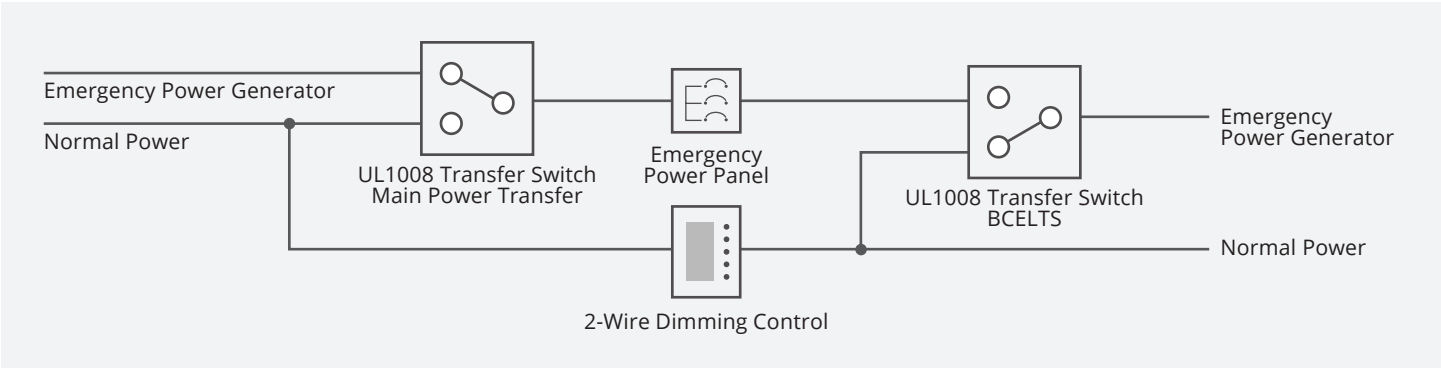 Emergency Power Generator
Normal Power
UL1008 Transfer Switch
Main Power Transfer
Emergency
Power Panel
UL1008 Transfer Switch
BCELTS
Emergency
Power Generator
Normal Power
2-Wire Dimming Control